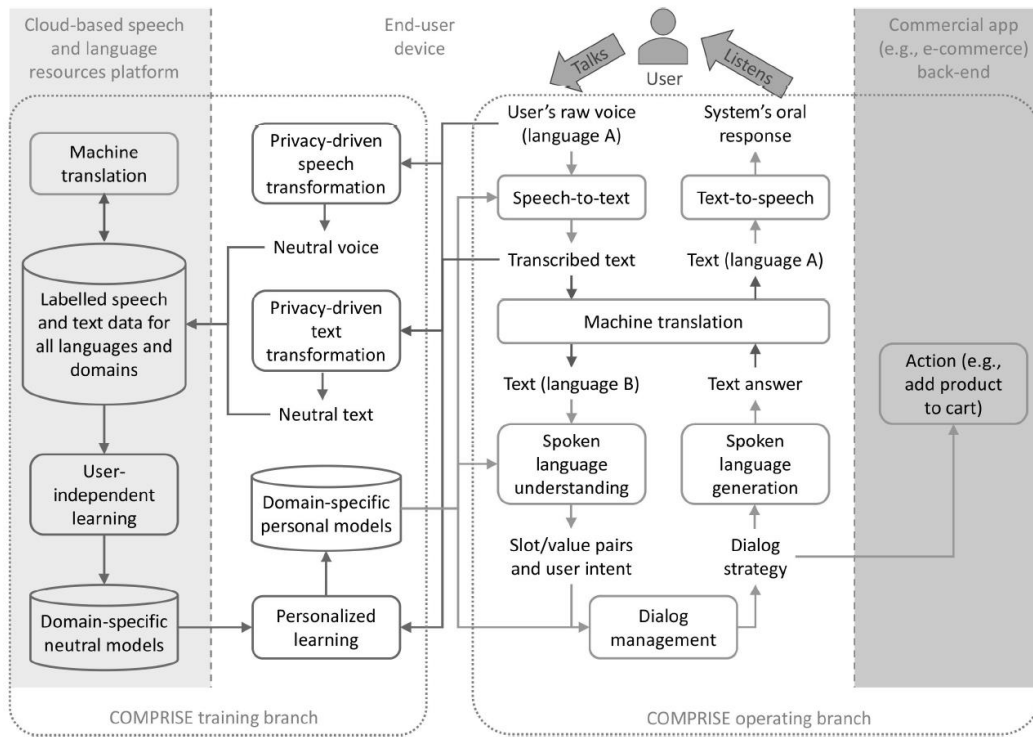 Cloud-based speech
and language
resources platform
End-user
device
Commercial app
(e.g., e-commerce)
back-end
Talks
Listens
User
Machine
translation
Labelled speech
and text data for
all languages and
domains
User-
independent
learning
Domain-specific
neutral models
Privacy-driven
speech
transformation
Neutral voice
Privacy-driven
text
transformation
Neutral text
Domain-specific
personal models
Personalized
learning
COMPRISE training branch
User's raw voice
(language A)
Speech-to-text
Transcribed text
System's oral
response
Text-to-speech
Text (language A)
Machine translation
Text (language B)
Spoken
language
understanding
Slot/value pairs
and user intent
Text answer
Spoken
language
generation
Dialog
strategy
Dialog
management
Action (e.g.,
add product
to cart)
COMPRISE operating branch